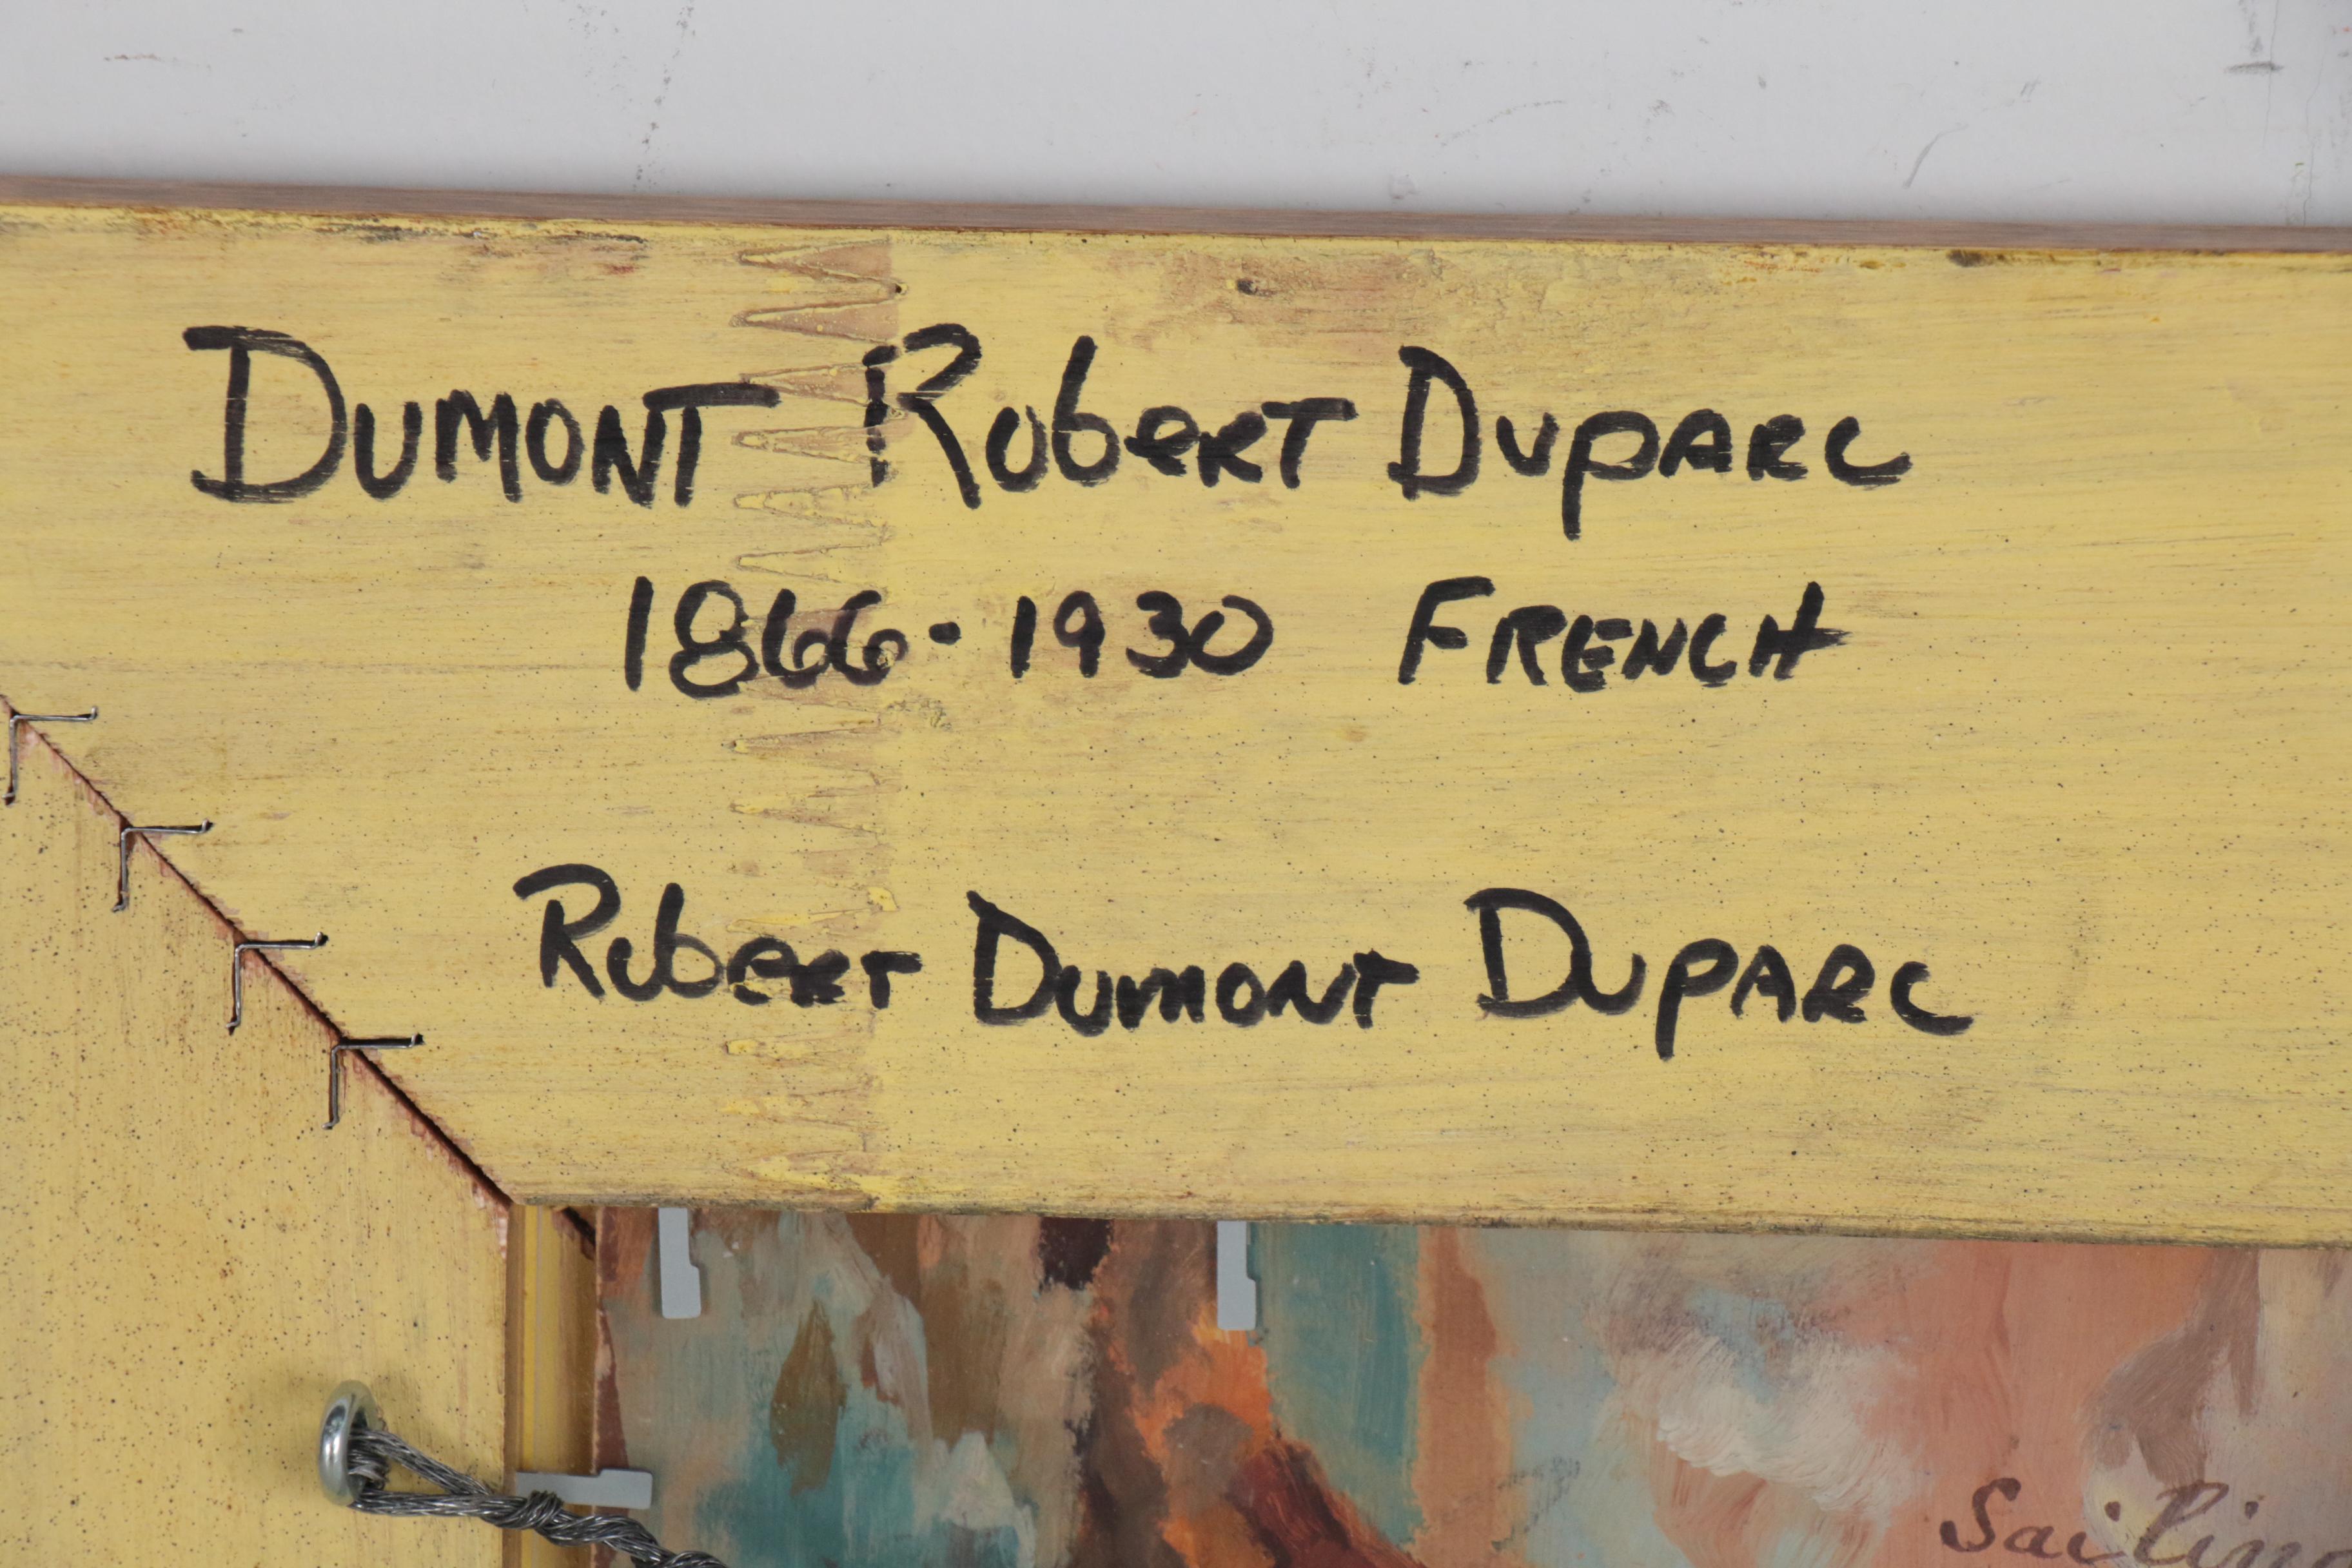 DUMONT ROBERT DUPARC
1866-1930 FRENCH
ROBERT DUMONT DUPARC